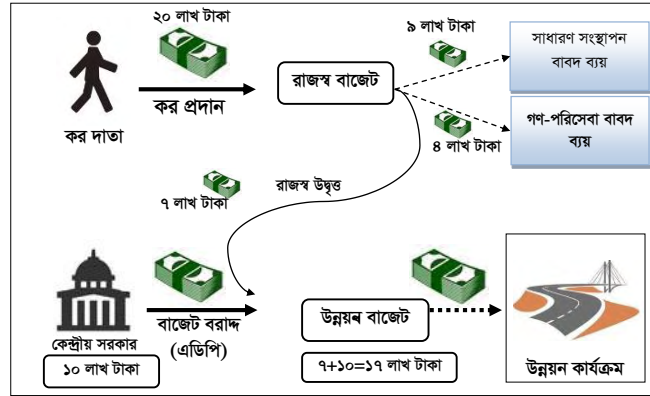 ২০ লাখ টাকা
৯ লাখ টাকা
সাধারণ সংস্থাপন
বাবদ ব্যয়
রাজস্ব বাজেট
কর প্রদান
কর দাতা
গণ-পরিসেবা বাবদ
ব্যয়
৪ লাখ টাকা
রাজস্ব উদ্বৃত্ত
৭ লাখ টাকা
উন্নয়ন বাজেট
বাজেট বরাদ্দ
(এডিপি)
কেন্দ্রীয় সরকার
১০ লাখ টাকা
৭+১০=১৭ লাখ টাকা
উন্নয়ন কার্যক্রম